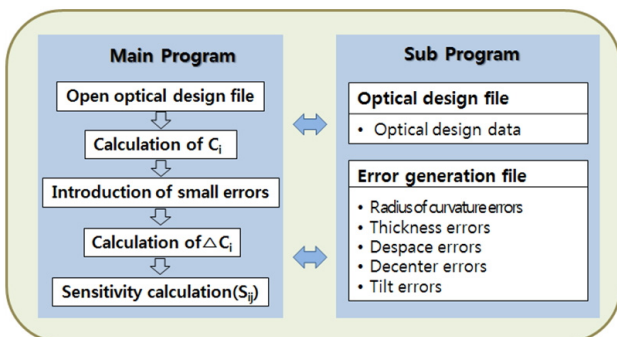 Main Program
Open optical design file
Calculation of Ci
Introduction of small errors
Calculation of △Ci
Sensitivity calculation(Sij)
Sub Program
Optical design file
• Optical design data
Error generation file
• Radius of curvature errors
• Thickness errors
• Despace errors
• Decenter errors
• Tilt errors